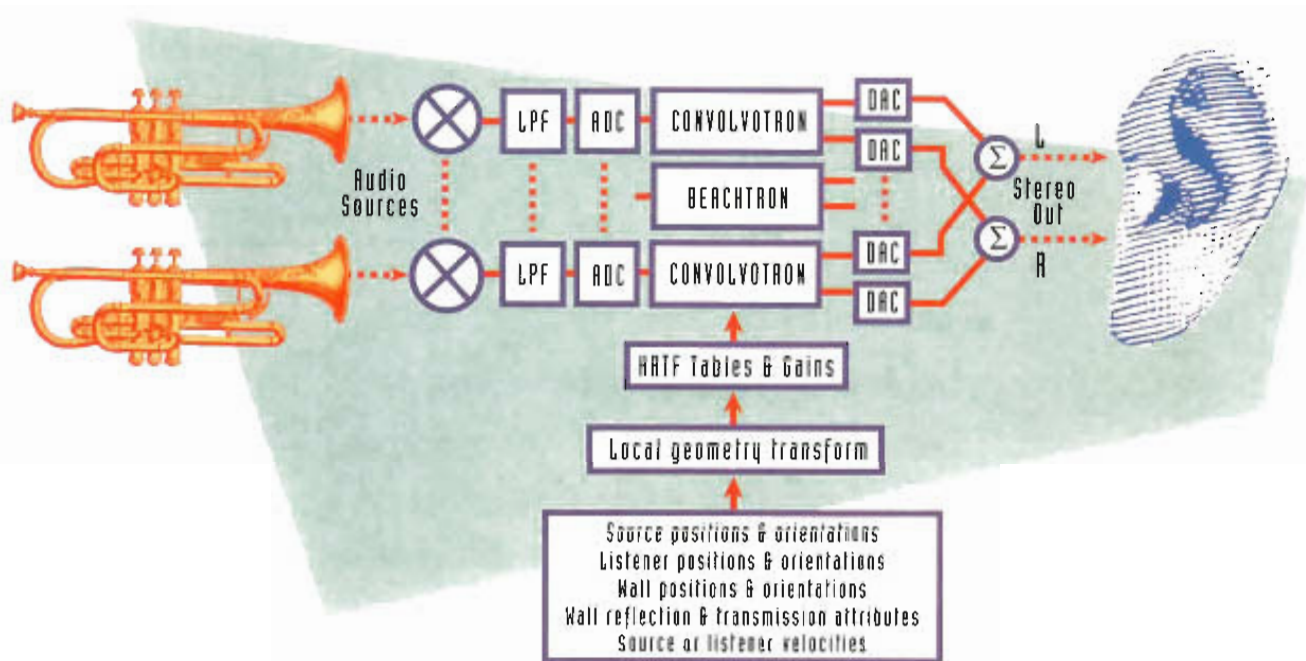 LPF
ADC
CONVOLVOTRON
DAC
DAC
Audio
Sources
BEACHTRON
Σ
L
Stereo
Out
R
Σ
LPF
ADC
CONVOLVOTRON
DAC
DAC
HRTF Tables & Gains
Local geometry transform
Source positions & orientations
Listener positions & orientations
Wall positions & orientations
Wall reflection & transmission attributes
Source or listener velocities